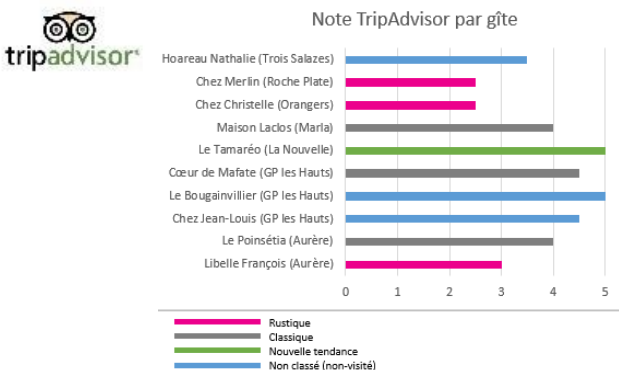 tripadvisor
Note TripAdvisor par gîte
Hoareau Nathalie (Trois Salazes)
Chez Merlin (Roche Plate)
Chez Christelle (Orangers)
Maison Laclos (Marla)
Le Tamaréo (La Nouvelle)
Cœur de Mafate (GP les Hauts)
Le Bougainvillier (GP les Hauts)
Chez Jean-Louis (GP les Hauts)
Le Poinsétia (Aurère)
Libelle François (Aurère)
0 1 2 3 4 5
Rustique
Classique
Nouvelle tendance
Non classé (non-visité)